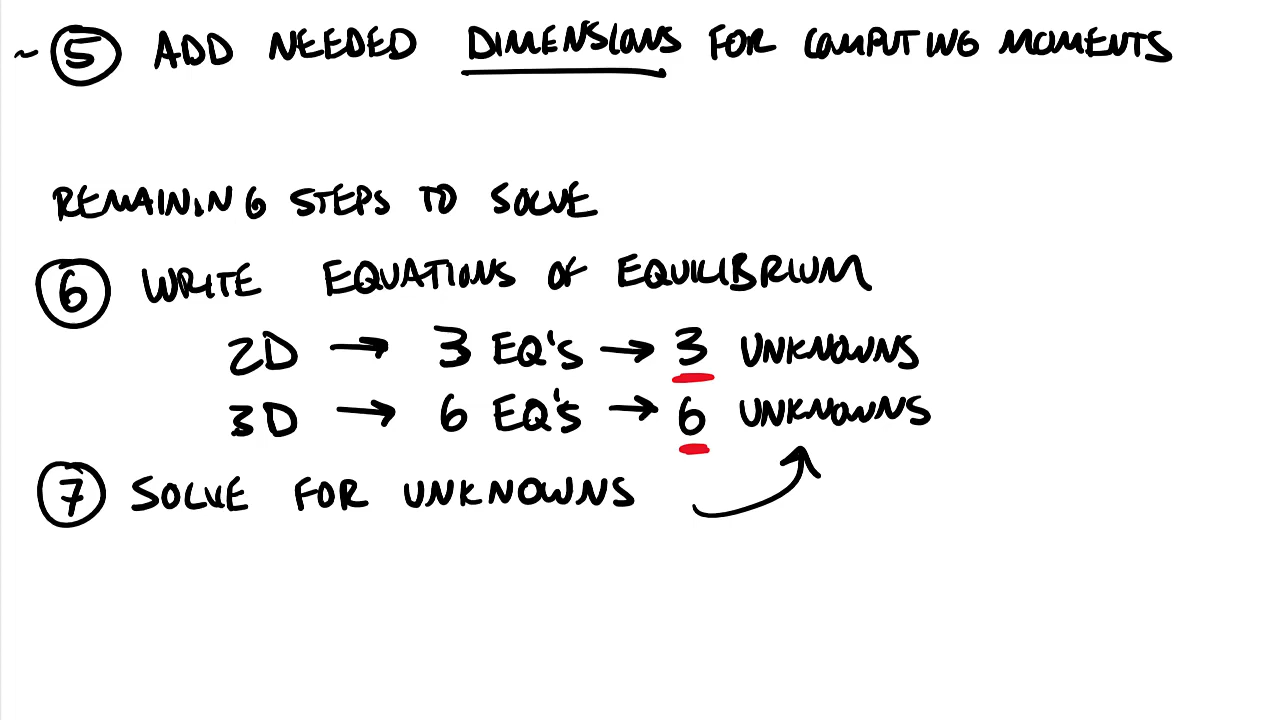 ~ 5 ADD NEEDED DIMENSIONS FOR COMPUTING MOMENTS
REMAINING STEPS TO SOLVE
6 WRITE EQUATIONS OF EQUILIBRIUM
2D → 3 EQ'S → 3 UNKNOWNS
3D → 6 EQ'S → 6 UNKNOWNS
7 SOLVE FOR UNKNOWNS